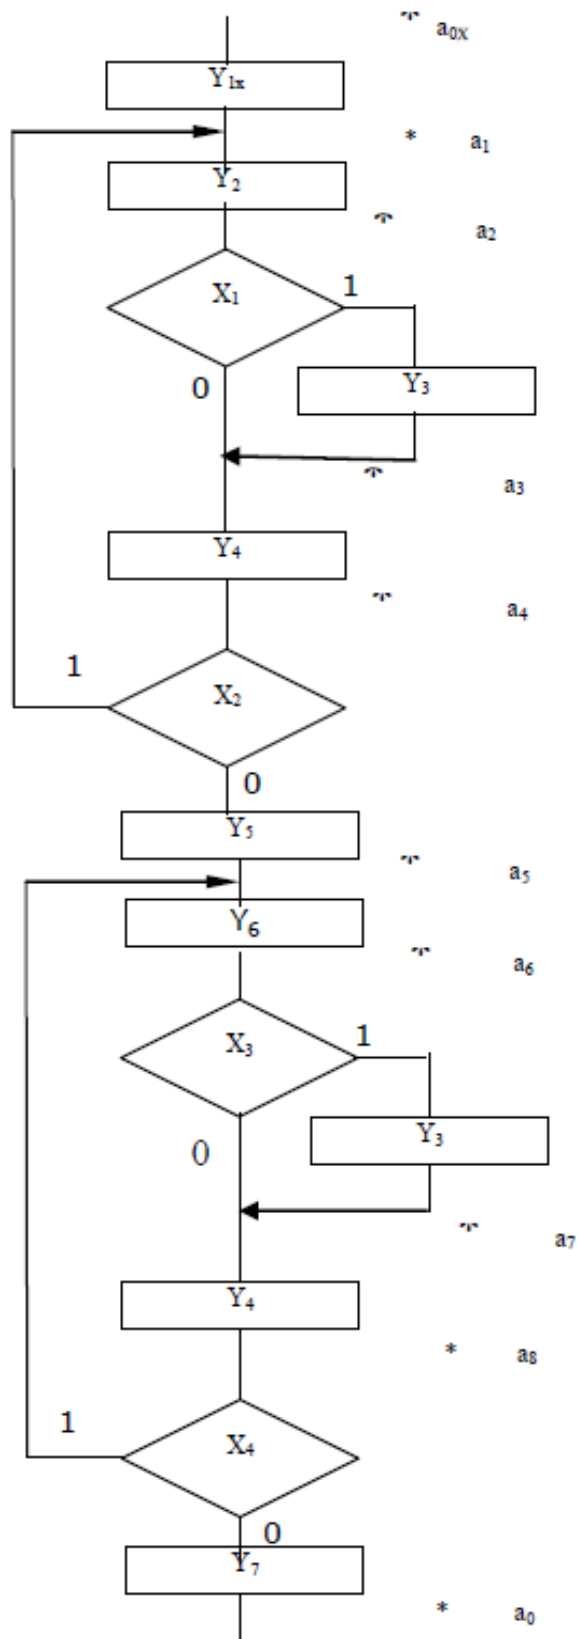 * a₀ₓ
Y₁ₓ
* a₁
Y₂
* a₂
X₁ 1
0 Y₃
* a₃
Y₄
* a₄
1 X₂
0
Y₅
* a₅
Y₆
* a₆
X₃ 1
0 Y₃
* a₇
Y₄
* a₈
1 X₄
0
Y₇
* a₀